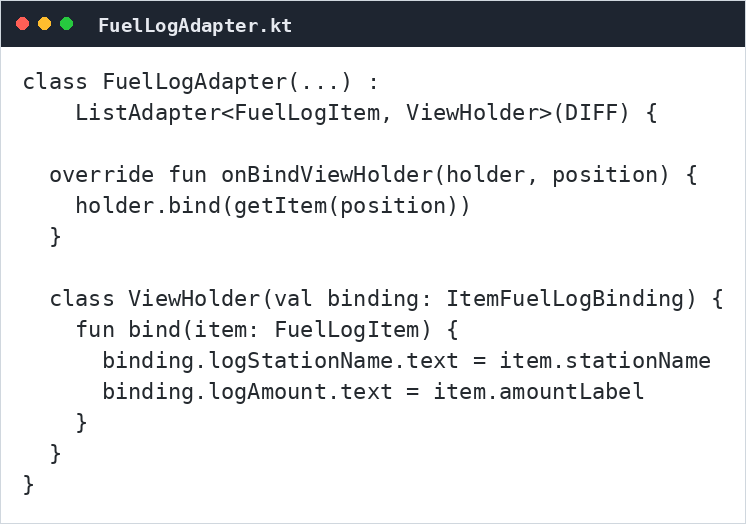 FuelLogAdapter.kt
class FuelLogAdapter(...) :
    ListAdapter<FuelLogItem, ViewHolder>(DIFF) {

  override fun onBindViewHolder(holder, position) {
    holder.bind(getItem(position))
  }

  class ViewHolder(val binding: ItemFuelLogBinding) {
    fun bind(item: FuelLogItem) {
      binding.logStationName.text = item.stationName
      binding.logAmount.text = item.amountLabel
    }
  }
}